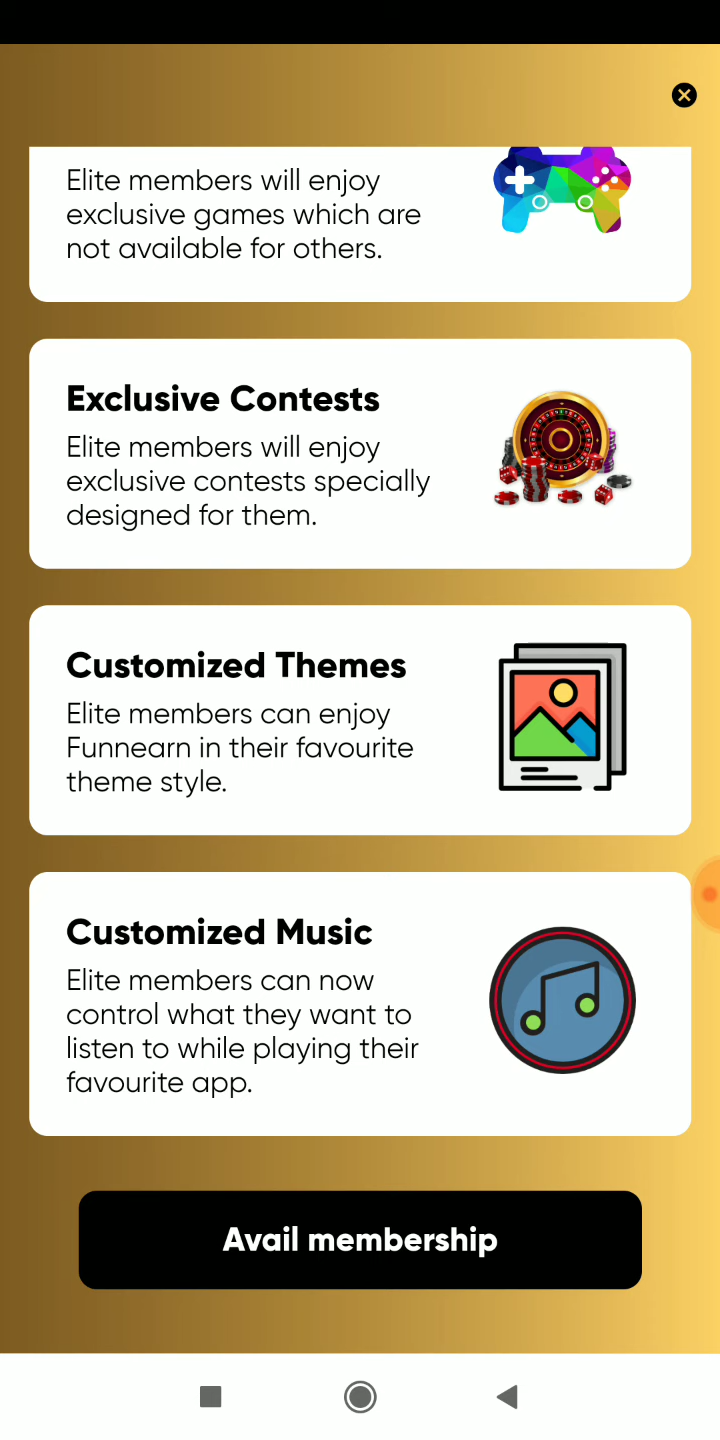 Elite members will enjoy
exclusive games which are
not available for others.
Exclusive Contests
Elite members will enjoy
exclusive contests specially
designed for them.
Customized Themes
Elite members can enjoy
Funnearn in their favourite
theme style.
Customized Music
Elite members can now
control what they want to
listen to while playing their
favourite app.
Avail membership